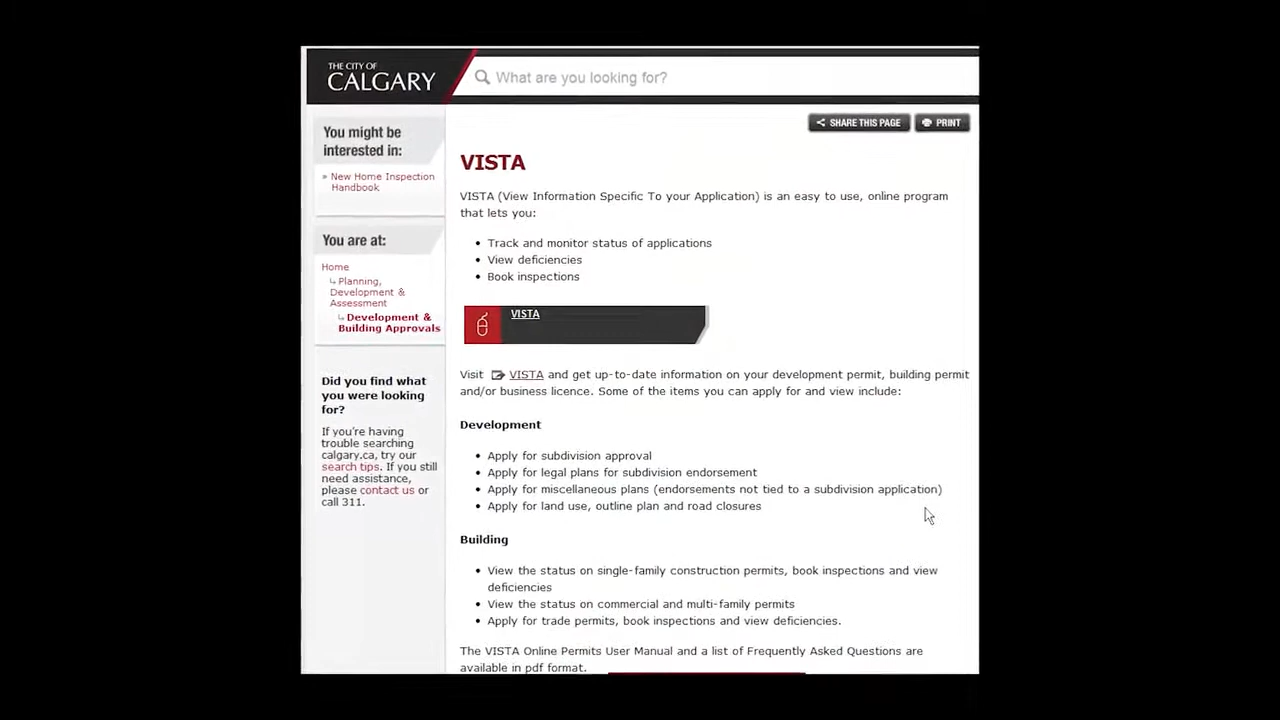 THE CITY OF
CALGARY
What are you looking for?
SHARE THIS PAGE
PRINT
You might be
interested in:
» New Home Inspection
Handbook
You are at:
Home
Planning,
Development &
Assessment
Development &
Building Approvals
Did you find what
you were looking
for?
If you're having
trouble searching
calgary.ca, try our
search tips. If you still
need assistance,
please contact us or
call 311.
VISTA
VISTA (View Information Specific To your Application) is an easy to use, online program
that lets you:
• Track and monitor status of applications
• View deficiencies
• Book inspections
VISTA
Visit VISTA and get up-to-date information on your development permit, building permit
and/or business licence. Some of the items you can apply for and view include:
Development
• Apply for subdivision approval
• Apply for legal plans for subdivision endorsement
• Apply for miscellaneous plans (endorsements not tied to a subdivision application)
• Apply for land use, outline plan and road closures
Building
• View the status on single-family construction permits, book inspections and view
deficiencies
• View the status on commercial and multi-family permits
• Apply for trade permits, book inspections and view deficiencies.
The VISTA Online Permits User Manual and a list of Frequently Asked Questions are
available in pdf format.